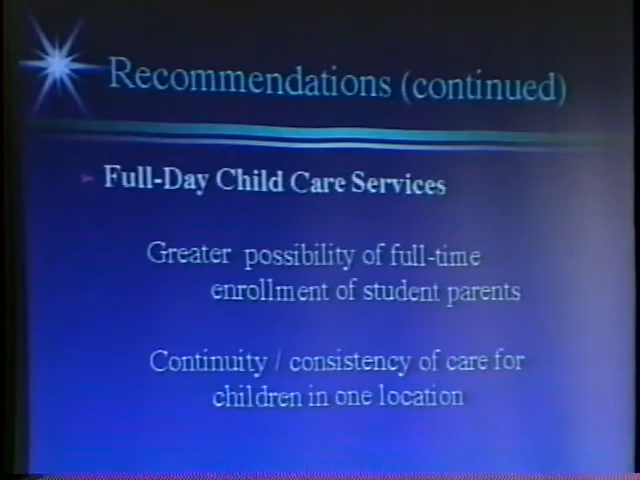 Recommendations (continued)
Full-Day Child Care Services
Greater possibility of full-time
enrollment of student parents
Continuity / consistency of care for
children in one location